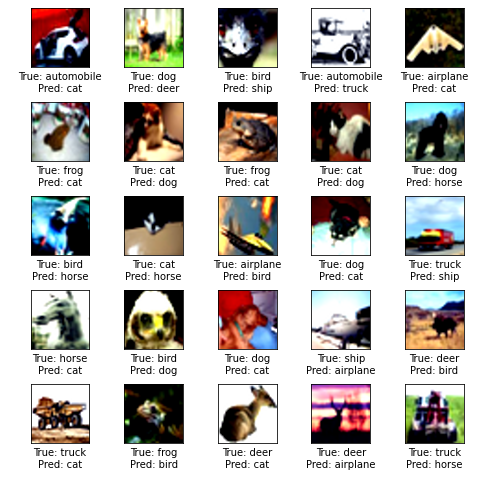 True: automobile
Pred: cat
True: dog
Pred: deer
True: bird
Pred: ship
True: automobile
Pred: truck
True: airplane
Pred: cat
True: frog
Pred: cat
True: cat
Pred: dog
True: frog
Pred: cat
True: cat
Pred: dog
True: dog
Pred: horse
True: bird
Pred: horse
True: cat
Pred: horse
True: airplane
Pred: bird
True: dog
Pred: cat
True: truck
Pred: ship
True: horse
Pred: cat
True: bird
Pred: dog
True: dog
Pred: cat
True: ship
Pred: airplane
True: deer
Pred: bird
True: truck
Pred: cat
True: frog
Pred: bird
True: deer
Pred: cat
True: deer
Pred: airplane
True: truck
Pred: horse